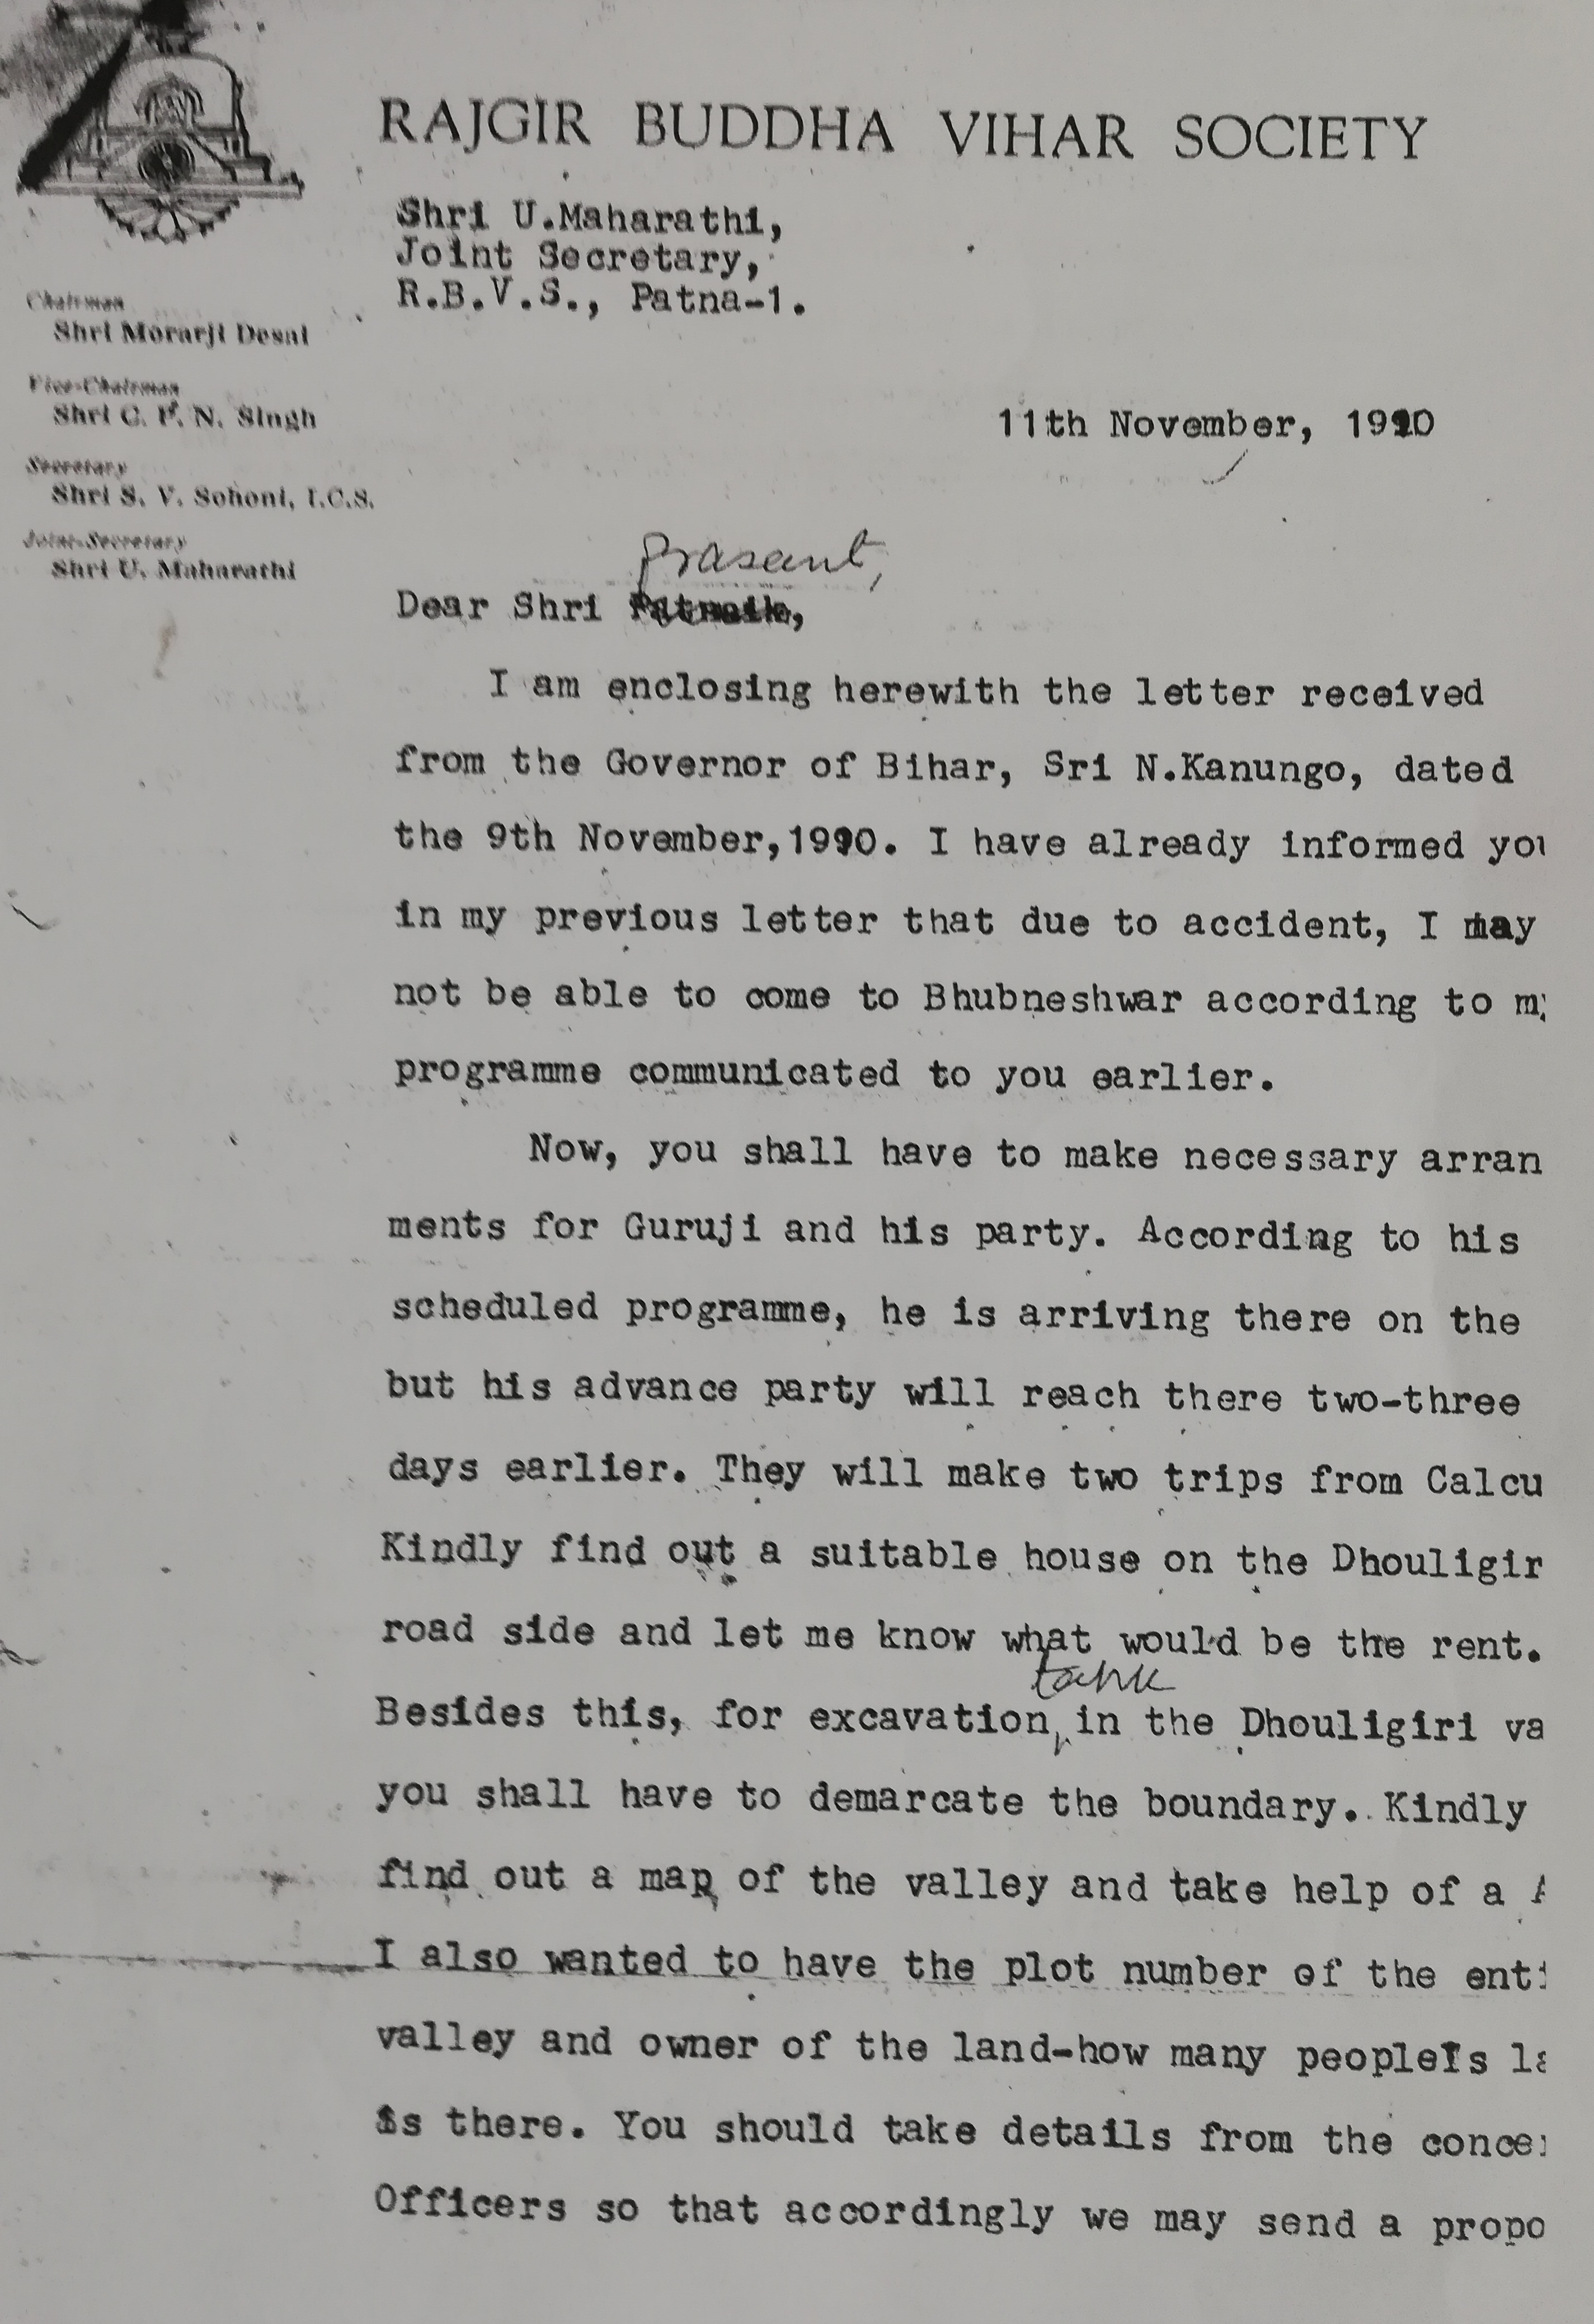 RAJGIR BUDDHA VIHAR SOCIETY
Shri U.Maharathi,
Joint Secretary,
R.B.V.S., Patna-1.
Chairman
Shri Morarji Desai
Vice-Chairman
Shri C. P. N. Singh
Secretary
Shri S. V. Sohoni, I.C.S.
Joint-Secretary
Shri U. Maharathi
11th November, 1990
Prasant,
Dear Shri Patnaik,
I am enclosing herewith the letter received
from the Governor of Bihar, Sri N.Kanungo, dated
the 9th November,1990. I have already informed you
in my previous letter that due to accident, I may
not be able to come to Bhubneshwar according to my
programme communicated to you earlier.
Now, you shall have to make necessary arran
ments for Guruji and his party. According to his
scheduled programme, he is arriving there on the
but his advance party will reach there two-three
days earlier. They will make two trips from Calcu
Kindly find out a suitable house on the Dhouligir
road side and let me know what would be the rent.
tank
Besides this, for excavation in the Dhouligiri va
you shall have to demarcate the boundary. Kindly
find out a map of the valley and take help of a A
I also wanted to have the plot number of the enti
valley and owner of the land-how many people's la
is there. You should take details from the concer
Officers so that accordingly we may send a propo